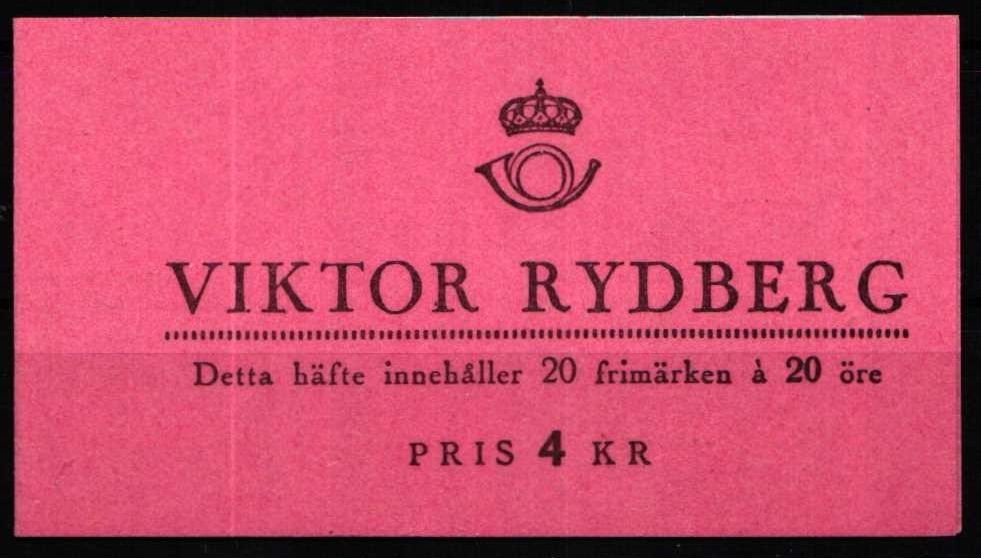 VIKTOR RYDBERG
Detta häfte innehåller 20 frimärken à 20 öre
PRIS 4 KR